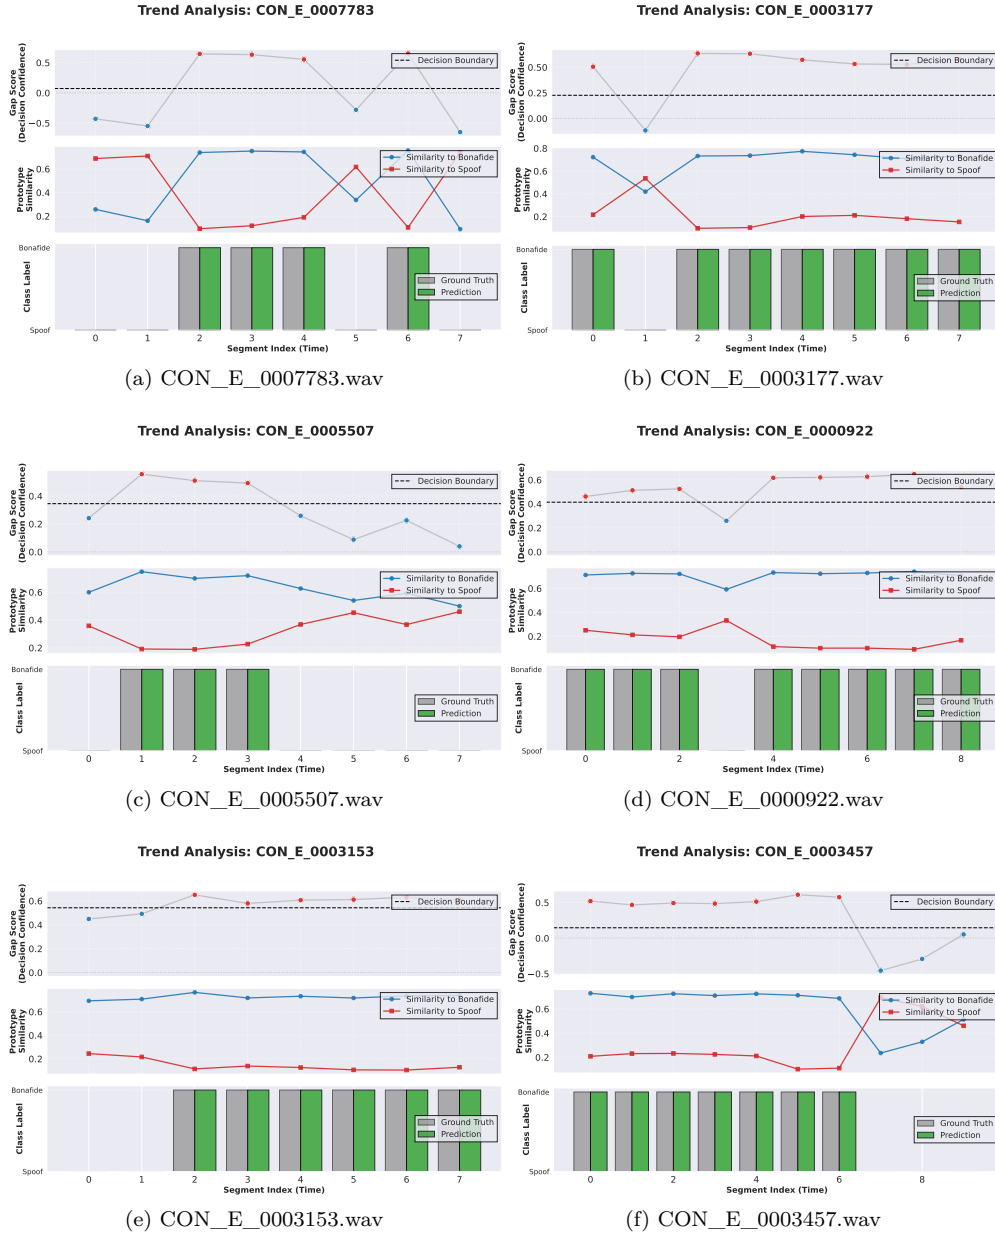 Trend Analysis: CON_E_0007783
Gap Score
(Decision Confidence)
0.5
0.0
−0.5
Decision Boundary
Prototype
Similarity
0.6
0.4
0.2
Similarity to Bonafide
Similarity to Spoof
Class Label
Bonafide
Spoof
Ground Truth
Prediction
0 1 2 3 4 5 6 7
Segment Index (Time)
(a) CON_E_0007783.wav
Trend Analysis: CON_E_0003177
Gap Score
(Decision Confidence)
0.50
0.25
0.00
Decision Boundary
Prototype
Similarity
0.8
0.6
0.4
0.2
Similarity to Bonafide
Similarity to Spoof
Class Label
Bonafide
Spoof
Ground Truth
Prediction
0 1 2 3 4 5 6 7
Segment Index (Time)
(b) CON_E_0003177.wav
Trend Analysis: CON_E_0005507
Gap Score
(Decision Confidence)
0.4
0.2
0.0
Decision Boundary
Prototype
Similarity
0.6
0.4
0.2
Similarity to Bonafide
Similarity to Spoof
Class Label
Bonafide
Spoof
Ground Truth
Prediction
0 1 2 3 4 5 6 7
Segment Index (Time)
(c) CON_E_0005507.wav
Trend Analysis: CON_E_0000922
Gap Score
(Decision Confidence)
0.6
0.4
0.2
0.0
Decision Boundary
Prototype
Similarity
0.6
0.4
0.2
Similarity to Bonafide
Similarity to Spoof
Class Label
Bonafide
Spoof
Ground Truth
Prediction
0 2 4 6 8
Segment Index (Time)
(d) CON_E_0000922.wav
Trend Analysis: CON_E_0003153
Gap Score
(Decision Confidence)
0.6
0.4
0.2
0.0
Decision Boundary
Prototype
Similarity
0.6
0.4
0.2
Similarity to Bonafide
Similarity to Spoof
Class Label
Bonafide
Spoof
Ground Truth
Prediction
0 1 2 3 4 5 6 7
Segment Index (Time)
(e) CON_E_0003153.wav
Trend Analysis: CON_E_0003457
Gap Score
(Decision Confidence)
0.5
0.0
−0.5
Decision Boundary
Prototype
Similarity
0.6
0.4
0.2
Similarity to Bonafide
Similarity to Spoof
Class Label
Bonafide
Spoof
Ground Truth
Prediction
0 2 4 6 8
Segment Index (Time)
(f) CON_E_0003457.wav